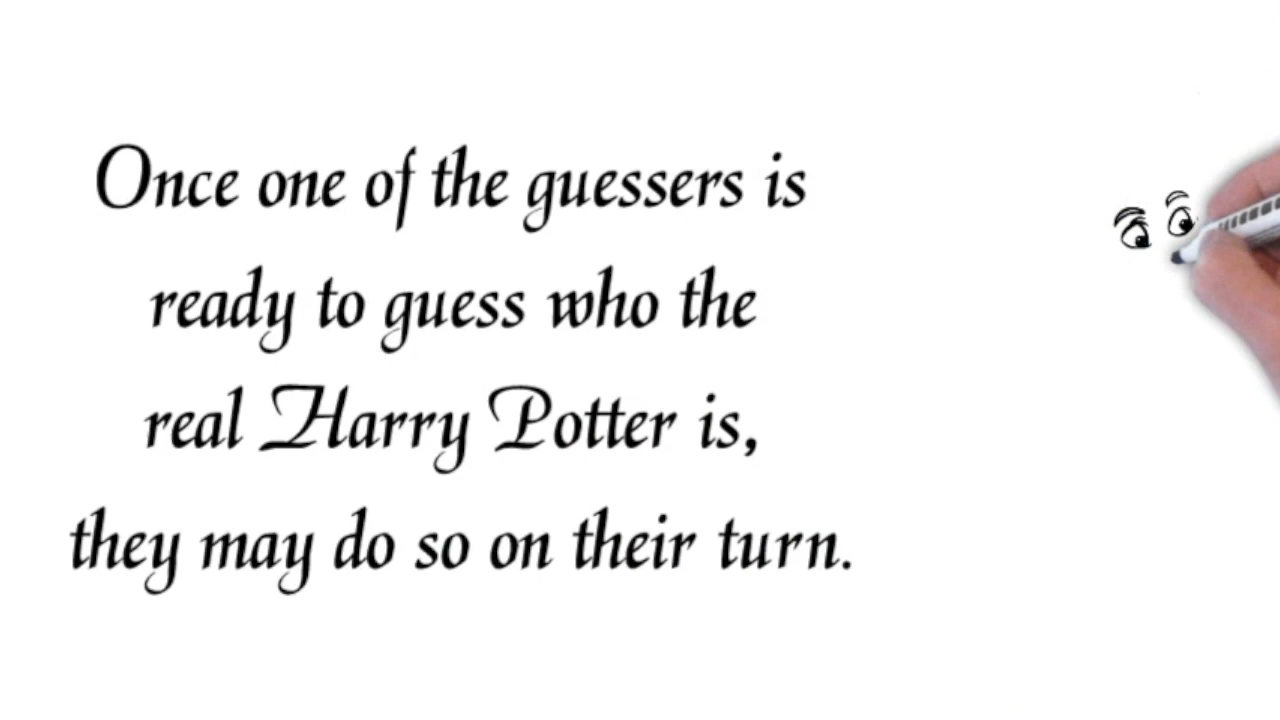 Once one of the guessers is
ready to guess who the
real Harry Potter is,
they may do so on their turn.